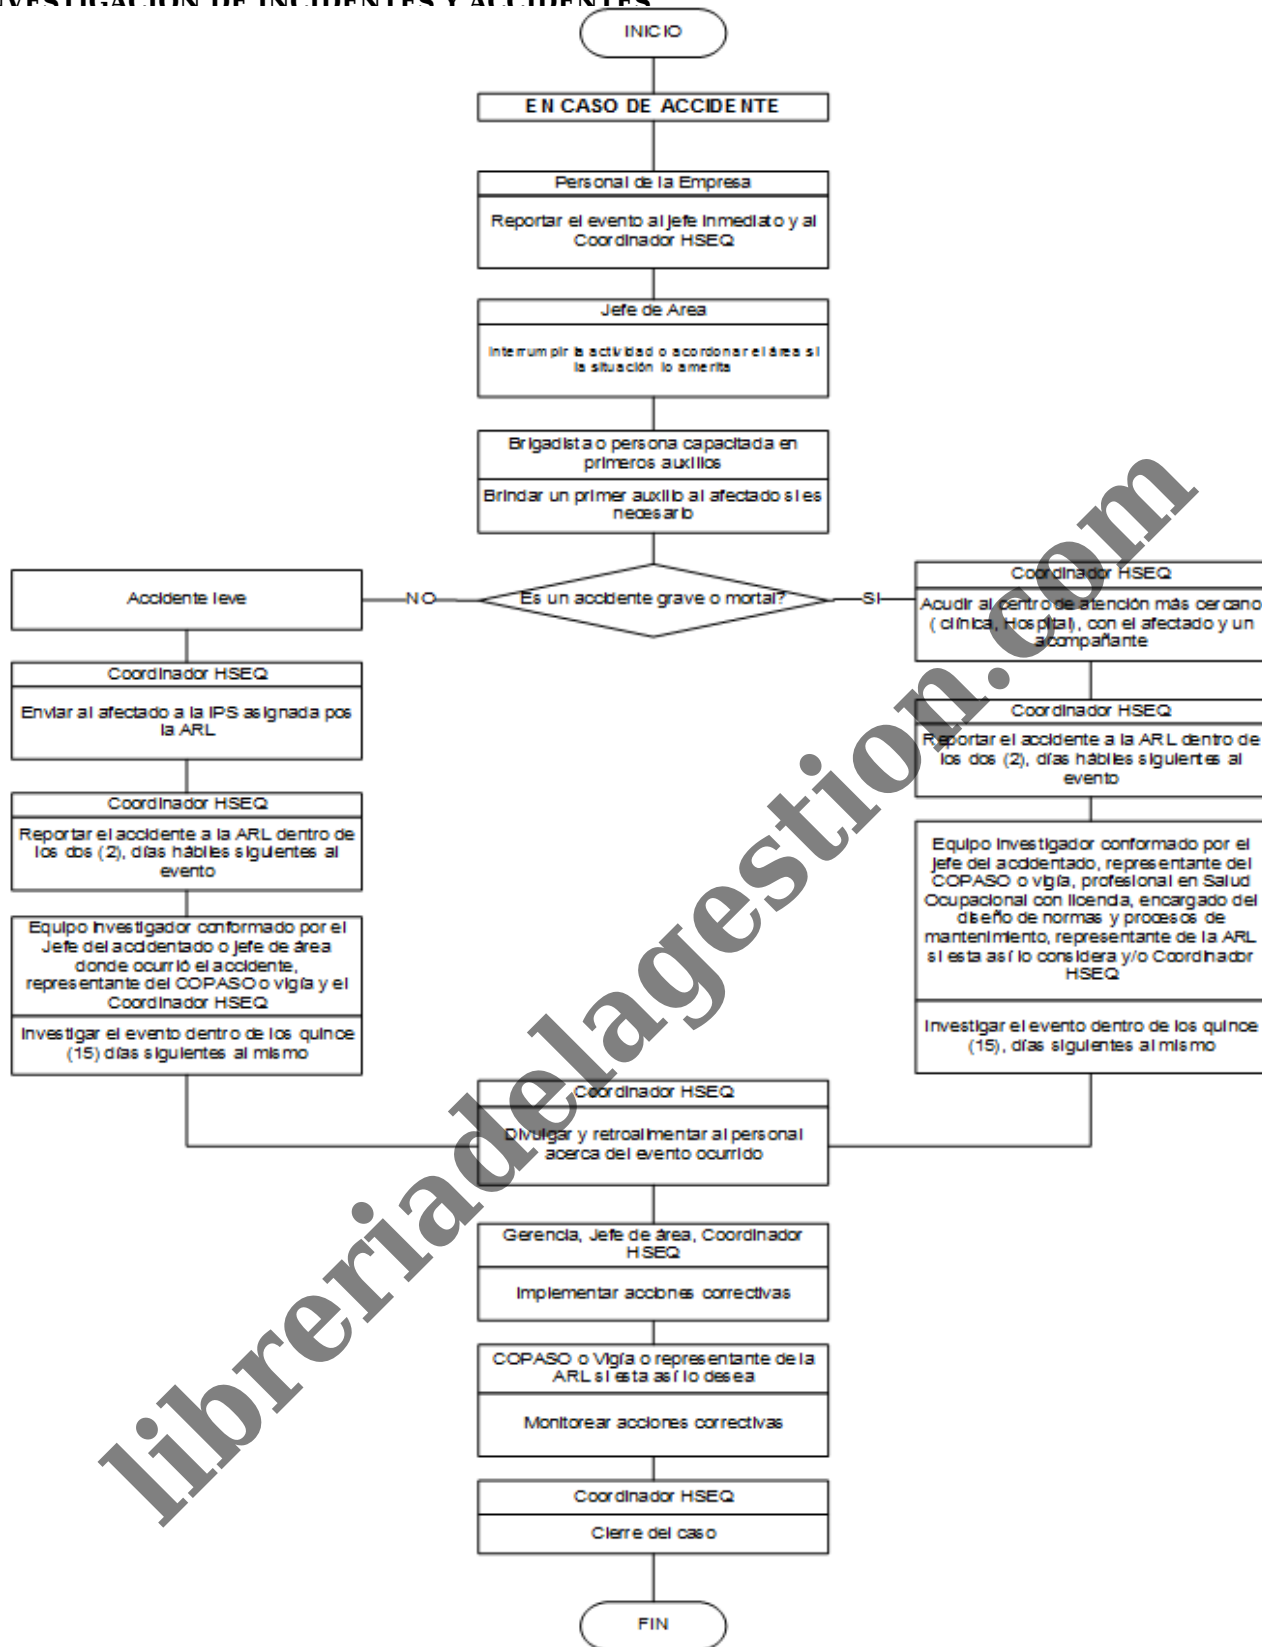 NVESTIGACIÓN DE INCIDENTES Y ACCIDENTES
INICIO
EN CASO DE ACCIDENTE
Personal de la Empresa
Reportar el evento al jefe inmediato y al
Coordinador HSEQ
Jefe de Area
Interrumpir la actividad o acordonar el área si
la situación lo amerita
Brigadista o persona capacitada en
primeros auxilios
Brindar un primer auxilio al afectado si es
necesario
Es un accidente grave o mortal?
NO
SI
Accidente leve
Coordinador HSEQ
Enviar al afectado a la IPS asignada pos
la ARL
Coordinador HSEQ
Reportar el accidente a la ARL dentro de
los dos (2), días hábiles siguientes al
evento
Equipo Investigador conformado por el
Jefe del accidentado o jefe de área
donde ocurrió el accidente,
representante del COPASO o vigía y el
Coordinador HSEQ
Investigar el evento dentro de los quince
(15) días siguientes al mismo
Coordinador HSEQ
Acudir al centro de atención más cercano
( clínica, Hospital), con el afectado y un
acompañante
Coordinador HSEQ
Reportar el accidente a la ARL dentro de
los dos (2), días hábiles siguientes al
evento
Equipo Investigador conformado por el
jefe del accidentado, representante del
COPASO o vigía, profesional en Salud
Ocupacional con licencia, encargado del
diseño de normas y procesos de
mantenimiento, representante de la ARL
si esta así lo considera y/o Coordinador
HSEQ
Investigar el evento dentro de los quince
(15), días siguientes al mismo
Coordinador HSEQ
Divulgar y retroalimentar al personal
acerca del evento ocurrido
Gerencia, Jefe de área, Coordinador
HSEQ
Implementar acciones correctivas
COPASO o Vigía o representante de la
ARL si esta así lo desea
Monitorear acciones correctivas
Coordinador HSEQ
Cierre del caso
FIN
libreriadelagestion.com